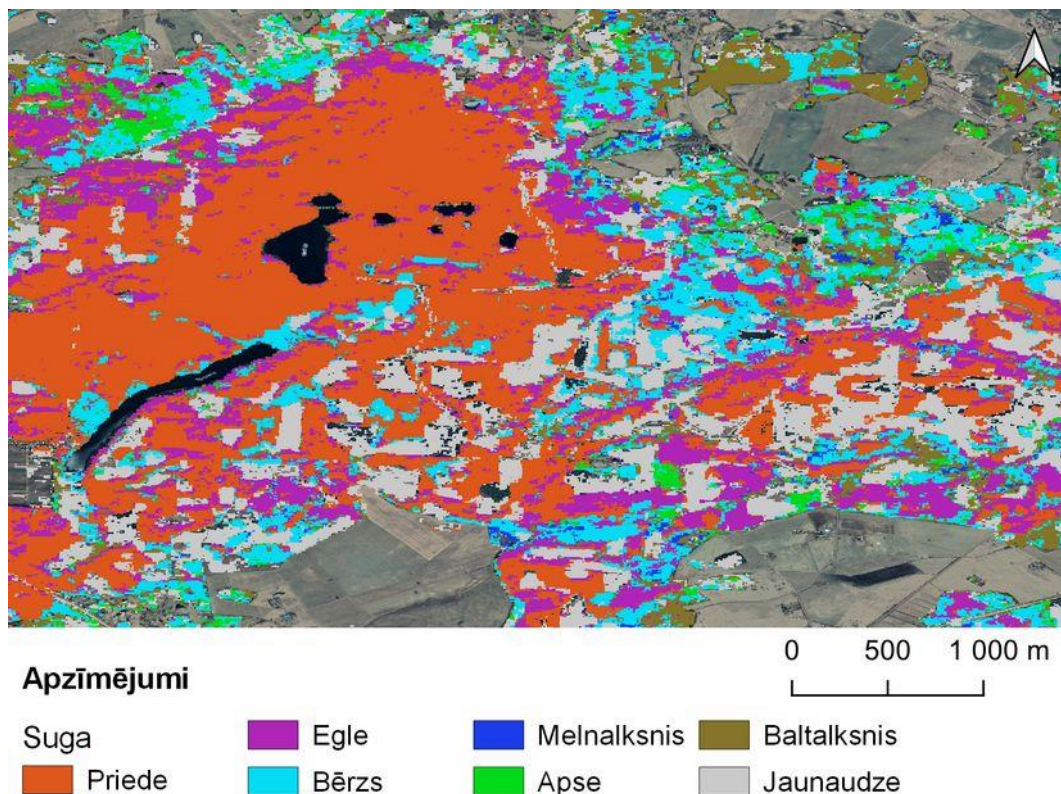 0 500 1 000 m
Apzīmējumi
Suga
Egle
Melnalksnis
Baltalksnis
Priede
Bērzs
Apse
Jaunaudze